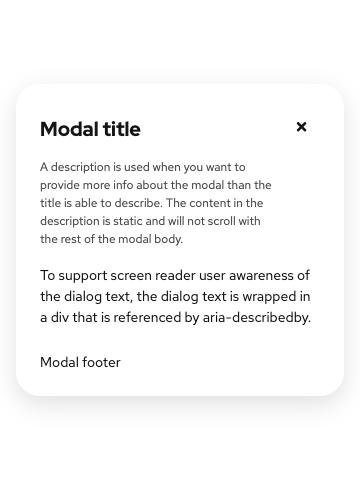 Modal title
A description is used when you want to
provide more info about the modal than the
title is able to describe. The content in the
description is static and will not scroll with
the rest of the modal body.
To support screen reader user awareness of
the dialog text, the dialog text is wrapped in
a div that is referenced by aria-describedby.
Modal footer